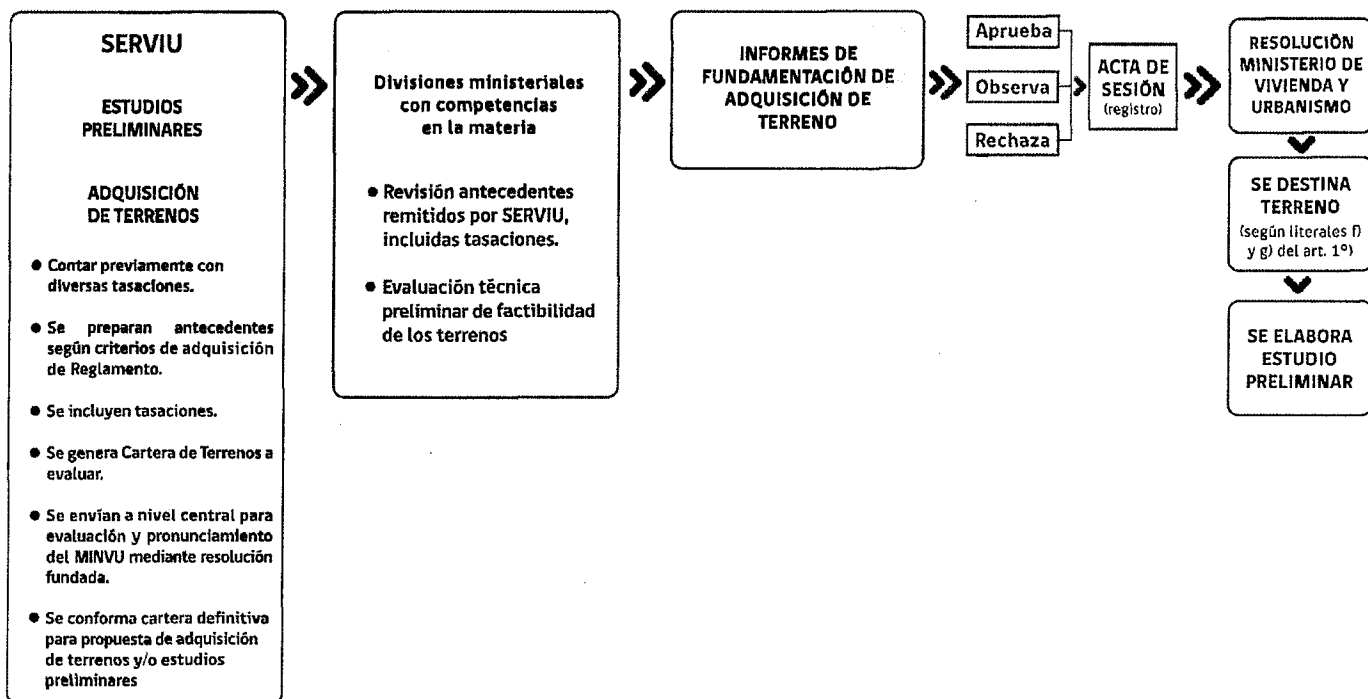 SERVIU
ESTUDIOS
PRELIMINARES
ADQUISICIÓN
DE TERRENOS
● Contar previamente con
diversas tasaciones.
● Se preparan antecedentes
según criterios de adquisición
de Reglamento.
● Se incluyen tasaciones.
● Se genera Cartera de Terrenos a
evaluar.
● Se envían a nivel central para
evaluación y pronunciamiento
del MINVU mediante resolución
fundada.
● Se conforma cartera definitiva
para propuesta de adquisición
de terrenos y/o estudios
preliminares
Divisiones ministeriales
con competencias
en la materia
● Revisión antecedentes
remitidos por SERVIU,
incluidas tasaciones.
● Evaluación técnica
preliminar de factibilidad
de los terrenos
INFORMES DE
FUNDAMENTACIÓN DE
ADQUISICIÓN DE
TERRENO
Aprueba
Observa
Rechaza
ACTA DE
SESIÓN
(registro)
RESOLUCIÓN
MINISTERIO DE
VIVIENDA Y
URBANISMO
SE DESTINA
TERRENO
(según literales f)
y g) del art. 1°)
SE ELABORA
ESTUDIO
PRELIMINAR